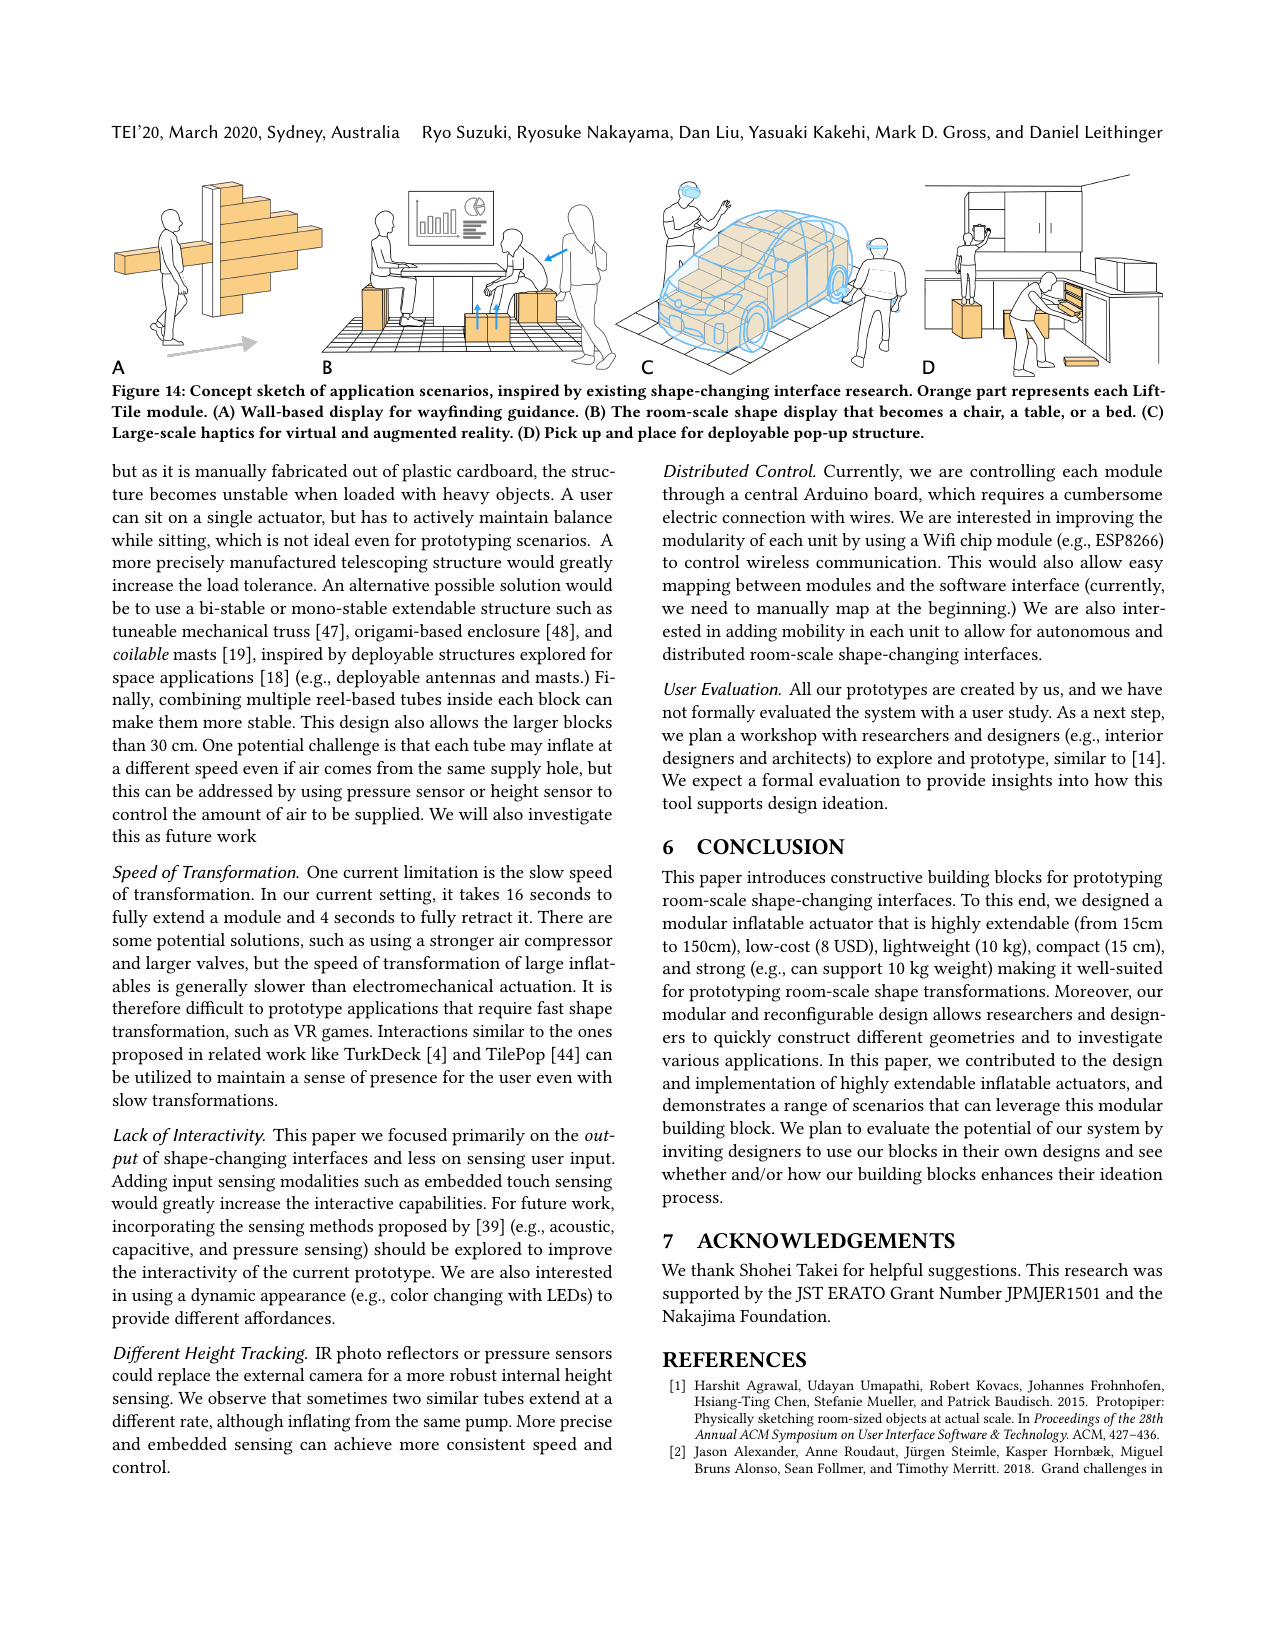 TEI’20, March 2020, Sydney, Australia Ryo Suzuki, Ryosuke Nakayama, Dan Liu, Yasuaki Kakehi, Mark D. Gross, and Daniel Leithinger
A
B
C
D
Figure 14: Concept sketch of application scenarios, inspired by existing shape-changing interface research. Orange part represents each Lift-
Tile module. (A) Wall-based display for wayfinding guidance. (B) The room-scale shape display that becomes a chair, a table, or a bed. (C)
Large-scale haptics for virtual and augmented reality. (D) Pick up and place for deployable pop-up structure.
but as it is manually fabricated out of plastic cardboard, the struc-
ture becomes unstable when loaded with heavy objects. A user
can sit on a single actuator, but has to actively maintain balance
while sitting, which is not ideal even for prototyping scenarios. A
more precisely manufactured telescoping structure would greatly
increase the load tolerance. An alternative possible solution would
be to use a bi-stable or mono-stable extendable structure such as
tuneable mechanical truss [47], origami-based enclosure [48], and
coilable masts [19], inspired by deployable structures explored for
space applications [18] (e.g., deployable antennas and masts.) Fi-
nally, combining multiple reel-based tubes inside each block can
make them more stable. This design also allows the larger blocks
than 30 cm. One potential challenge is that each tube may inflate at
a different speed even if air comes from the same supply hole, but
this can be addressed by using pressure sensor or height sensor to
control the amount of air to be supplied. We will also investigate
this as future work
Speed of Transformation. One current limitation is the slow speed
of transformation. In our current setting, it takes 16 seconds to
fully extend a module and 4 seconds to fully retract it. There are
some potential solutions, such as using a stronger air compressor
and larger valves, but the speed of transformation of large inflat-
ables is generally slower than electromechanical actuation. It is
therefore difficult to prototype applications that require fast shape
transformation, such as VR games. Interactions similar to the ones
proposed in related work like TurkDeck [4] and TilePop [44] can
be utilized to maintain a sense of presence for the user even with
slow transformations.
Lack of Interactivity. This paper we focused primarily on the out-
put of shape-changing interfaces and less on sensing user input.
Adding input sensing modalities such as embedded touch sensing
would greatly increase the interactive capabilities. For future work,
incorporating the sensing methods proposed by [39] (e.g., acoustic,
capacitive, and pressure sensing) should be explored to improve
the interactivity of the current prototype. We are also interested
in using a dynamic appearance (e.g., color changing with LEDs) to
provide different affordances.
Different Height Tracking. IR photo reflectors or pressure sensors
could replace the external camera for a more robust internal height
sensing. We observe that sometimes two similar tubes extend at a
different rate, although inflating from the same pump. More precise
and embedded sensing can achieve more consistent speed and
control.
Distributed Control. Currently, we are controlling each module
through a central Arduino board, which requires a cumbersome
electric connection with wires. We are interested in improving the
modularity of each unit by using a Wifi chip module (e.g., ESP8266)
to control wireless communication. This would also allow easy
mapping between modules and the software interface (currently,
we need to manually map at the beginning.) We are also inter-
ested in adding mobility in each unit to allow for autonomous and
distributed room-scale shape-changing interfaces.
User Evaluation. All our prototypes are created by us, and we have
not formally evaluated the system with a user study. As a next step,
we plan a workshop with researchers and designers (e.g., interior
designers and architects) to explore and prototype, similar to [14].
We expect a formal evaluation to provide insights into how this
tool supports design ideation.
6 CONCLUSION
This paper introduces constructive building blocks for prototyping
room-scale shape-changing interfaces. To this end, we designed a
modular inflatable actuator that is highly extendable (from 15cm
to 150cm), low-cost (8 USD), lightweight (10 kg), compact (15 cm),
and strong (e.g., can support 10 kg weight) making it well-suited
for prototyping room-scale shape transformations. Moreover, our
modular and reconfigurable design allows researchers and design-
ers to quickly construct different geometries and to investigate
various applications. In this paper, we contributed to the design
and implementation of highly extendable inflatable actuators, and
demonstrates a range of scenarios that can leverage this modular
building block. We plan to evaluate the potential of our system by
inviting designers to use our blocks in their own designs and see
whether and/or how our building blocks enhances their ideation
process.
7 ACKNOWLEDGEMENTS
We thank Shohei Takei for helpful suggestions. This research was
supported by the JST ERATO Grant Number JPMJER1501 and the
Nakajima Foundation.
REFERENCES
[1] Harshit Agrawal, Udayan Umapathi, Robert Kovacs, Johannes Frohnhofen,
Hsiang-Ting Chen, Stefanie Mueller, and Patrick Baudisch. 2015. Protopiper:
Physically sketching room-sized objects at actual scale. In Proceedings of the 28th
Annual ACM Symposium on User Interface Software & Technology. ACM, 427–436.
[2] Jason Alexander, Anne Roudaut, Jürgen Steimle, Kasper Hornbæk, Miguel
Bruns Alonso, Sean Follmer, and Timothy Merritt. 2018. Grand challenges in